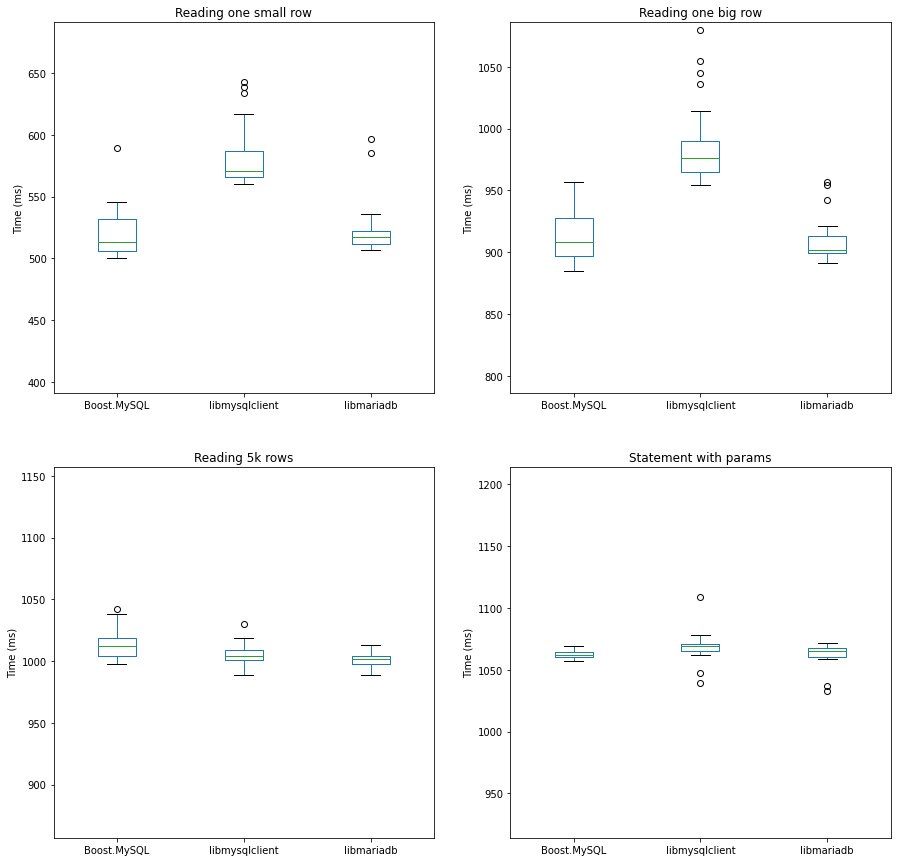 Reading one small row
Time (ms)
650
600
550
500
450
400
Boost.MySQL libmysqlclient libmariadb
Reading one big row
Time (ms)
1050
1000
950
900
850
800
Boost.MySQL libmysqlclient libmariadb
Reading 5k rows
Time (ms)
1150
1100
1050
1000
950
900
Boost.MySQL libmysqlclient libmariadb
Statement with params
Time (ms)
1200
1150
1100
1050
1000
950
Boost.MySQL libmysqlclient libmariadb